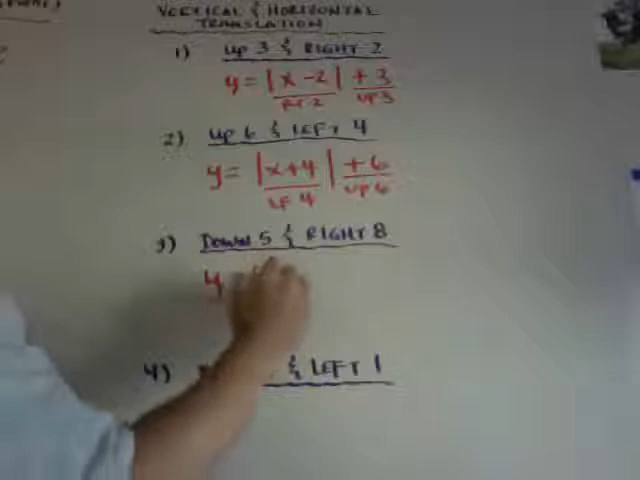 VERTICAL & HORIZONTAL
TRANSLATION
1) UP 3 & RIGHT 2
y = |x - 2| + 3
RT 2 UP 3
2) UP 6 & LEFT 4
y = |x + 4| + 6
LF 4 UP 6
3) DOWN 5 & RIGHT 8
y
4) & LEFT 1